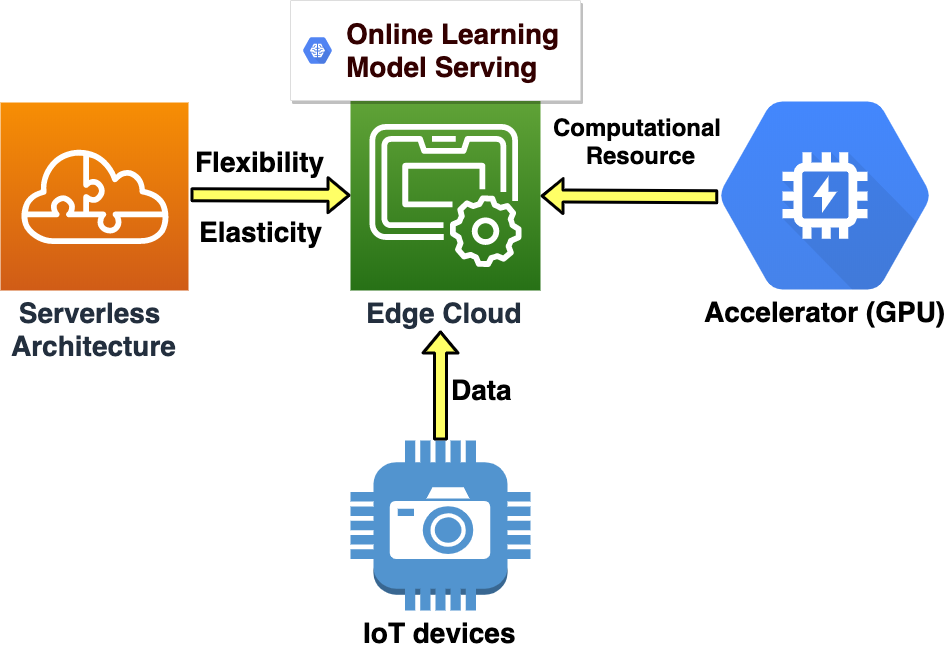 Online Learning
Model Serving
Flexibility
Elasticity
Computational
Resource
Serverless
Architecture
Edge Cloud
Accelerator (GPU)
Data
IoT devices